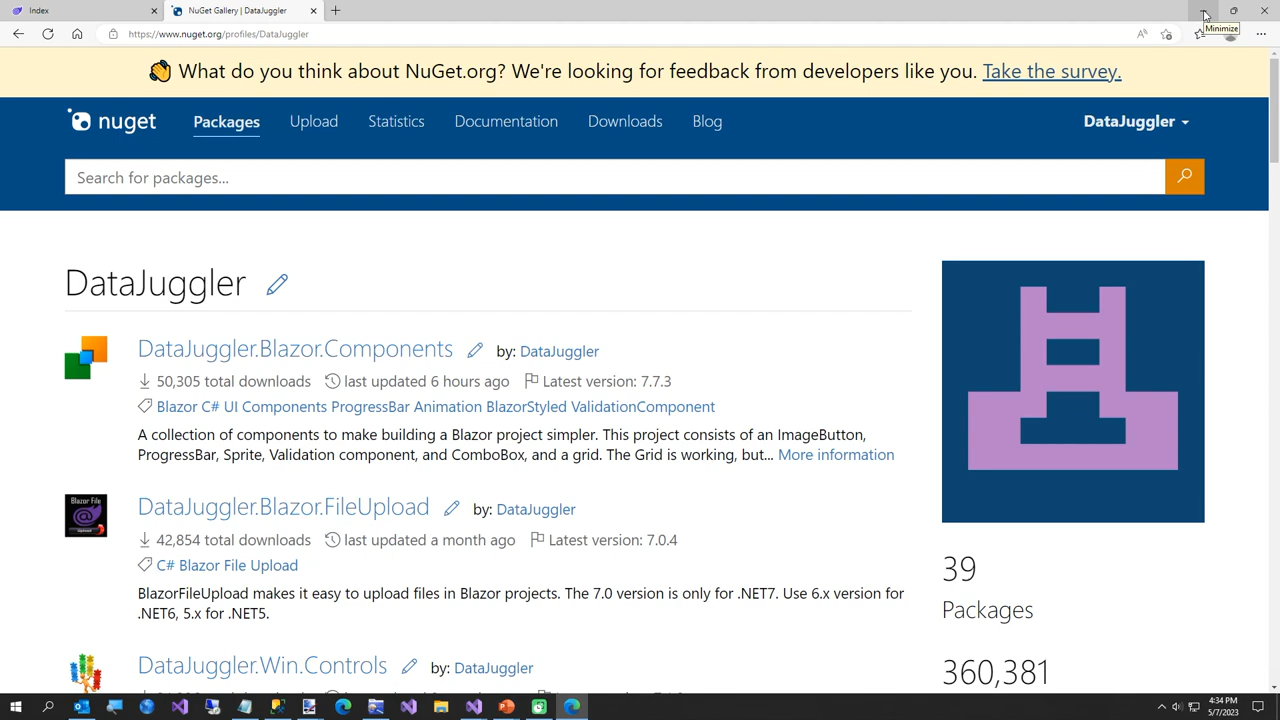 Index
NuGet Gallery | DataJuggler
https://www.nuget.org/profiles/DataJuggler
Minimize
What do you think about NuGet.org? We're looking for feedback from developers like you. Take the survey.
nuget Packages Upload Statistics Documentation Downloads Blog DataJuggler
Search for packages...
DataJuggler
DataJuggler.Blazor.Components by: DataJuggler
50,305 total downloads last updated 6 hours ago Latest version: 7.7.3
Blazor C# UI Components ProgressBar Animation BlazorStyled ValidationComponent
A collection of components to make building a Blazor project simpler. This project consists of an ImageButton,
ProgressBar, Sprite, Validation component, and ComboBox, and a grid. The Grid is working, but... More information
Blazor File
DataJuggler.Blazor.FileUpload by: DataJuggler
42,854 total downloads last updated a month ago Latest version: 7.0.4
C# Blazor File Upload
BlazorFileUpload makes it easy to upload files in Blazor projects. The 7.0 version is only for .NET7. Use 6.x version for
.NET6, 5.x for .NET5.
DataJuggler.Win.Controls by: DataJuggler
39
Packages
360,381
4:34 PM
5/7/2023